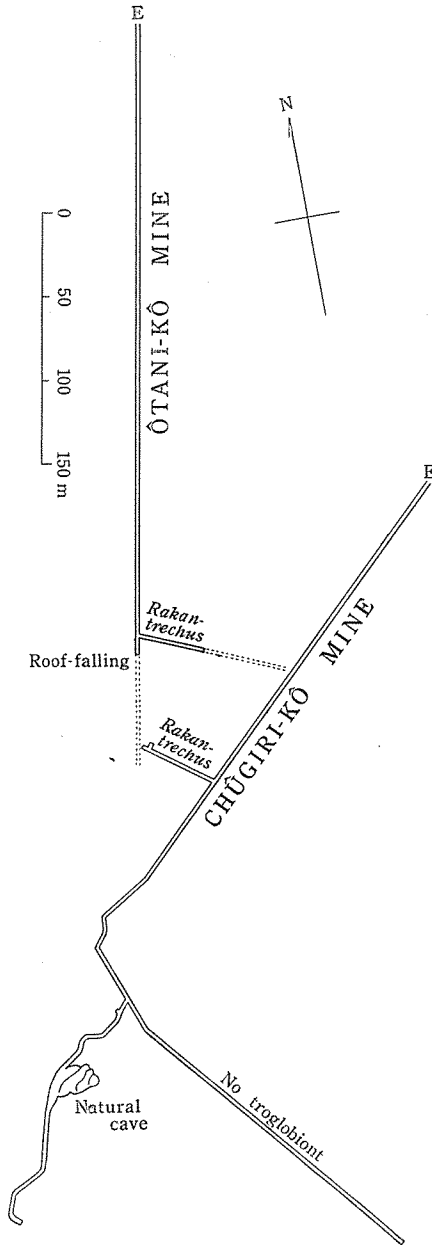 E
N
0
50
100
150 m
ÔTANI-KÔ MINE
E
Rakan-
trechus
Roof-falling
Rakan-
trechus
CHÛGIRI-KÔ MINE
No troglobiont
Natural
cave